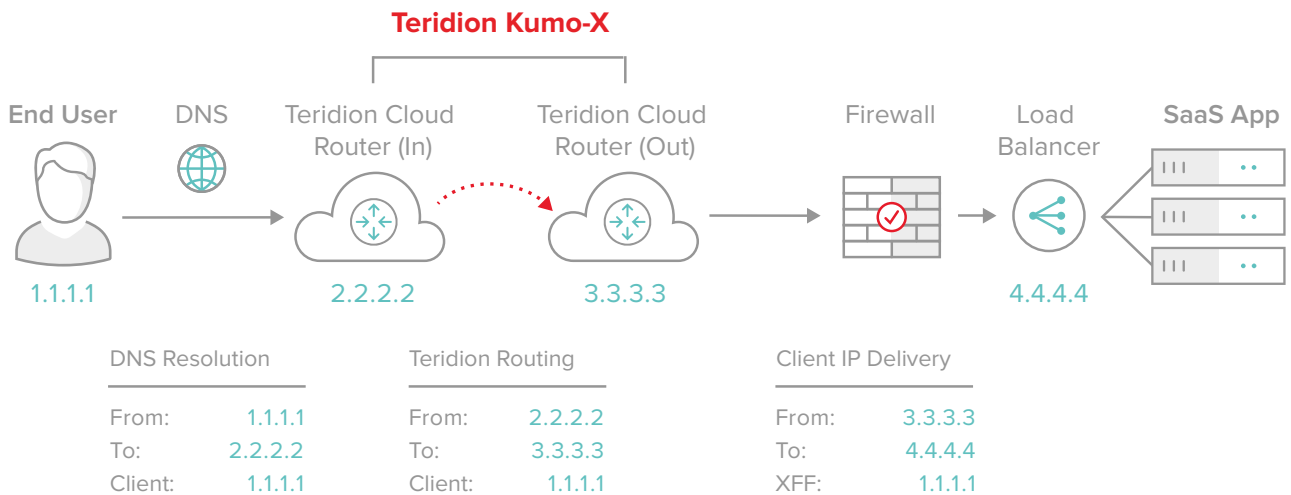 Teridion Kumo-X
End User
DNS
Teridion Cloud
Router (In)
Teridion Cloud
Router (Out)
Firewall
Load
Balancer
SaaS App
1.1.1.1
2.2.2.2
3.3.3.3
4.4.4.4
DNS Resolution
From: 1.1.1.1
To: 2.2.2.2
Client: 1.1.1.1
Teridion Routing
From: 2.2.2.2
To: 3.3.3.3
Client: 1.1.1.1
Client IP Delivery
From: 3.3.3.3
To: 4.4.4.4
XFF: 1.1.1.1